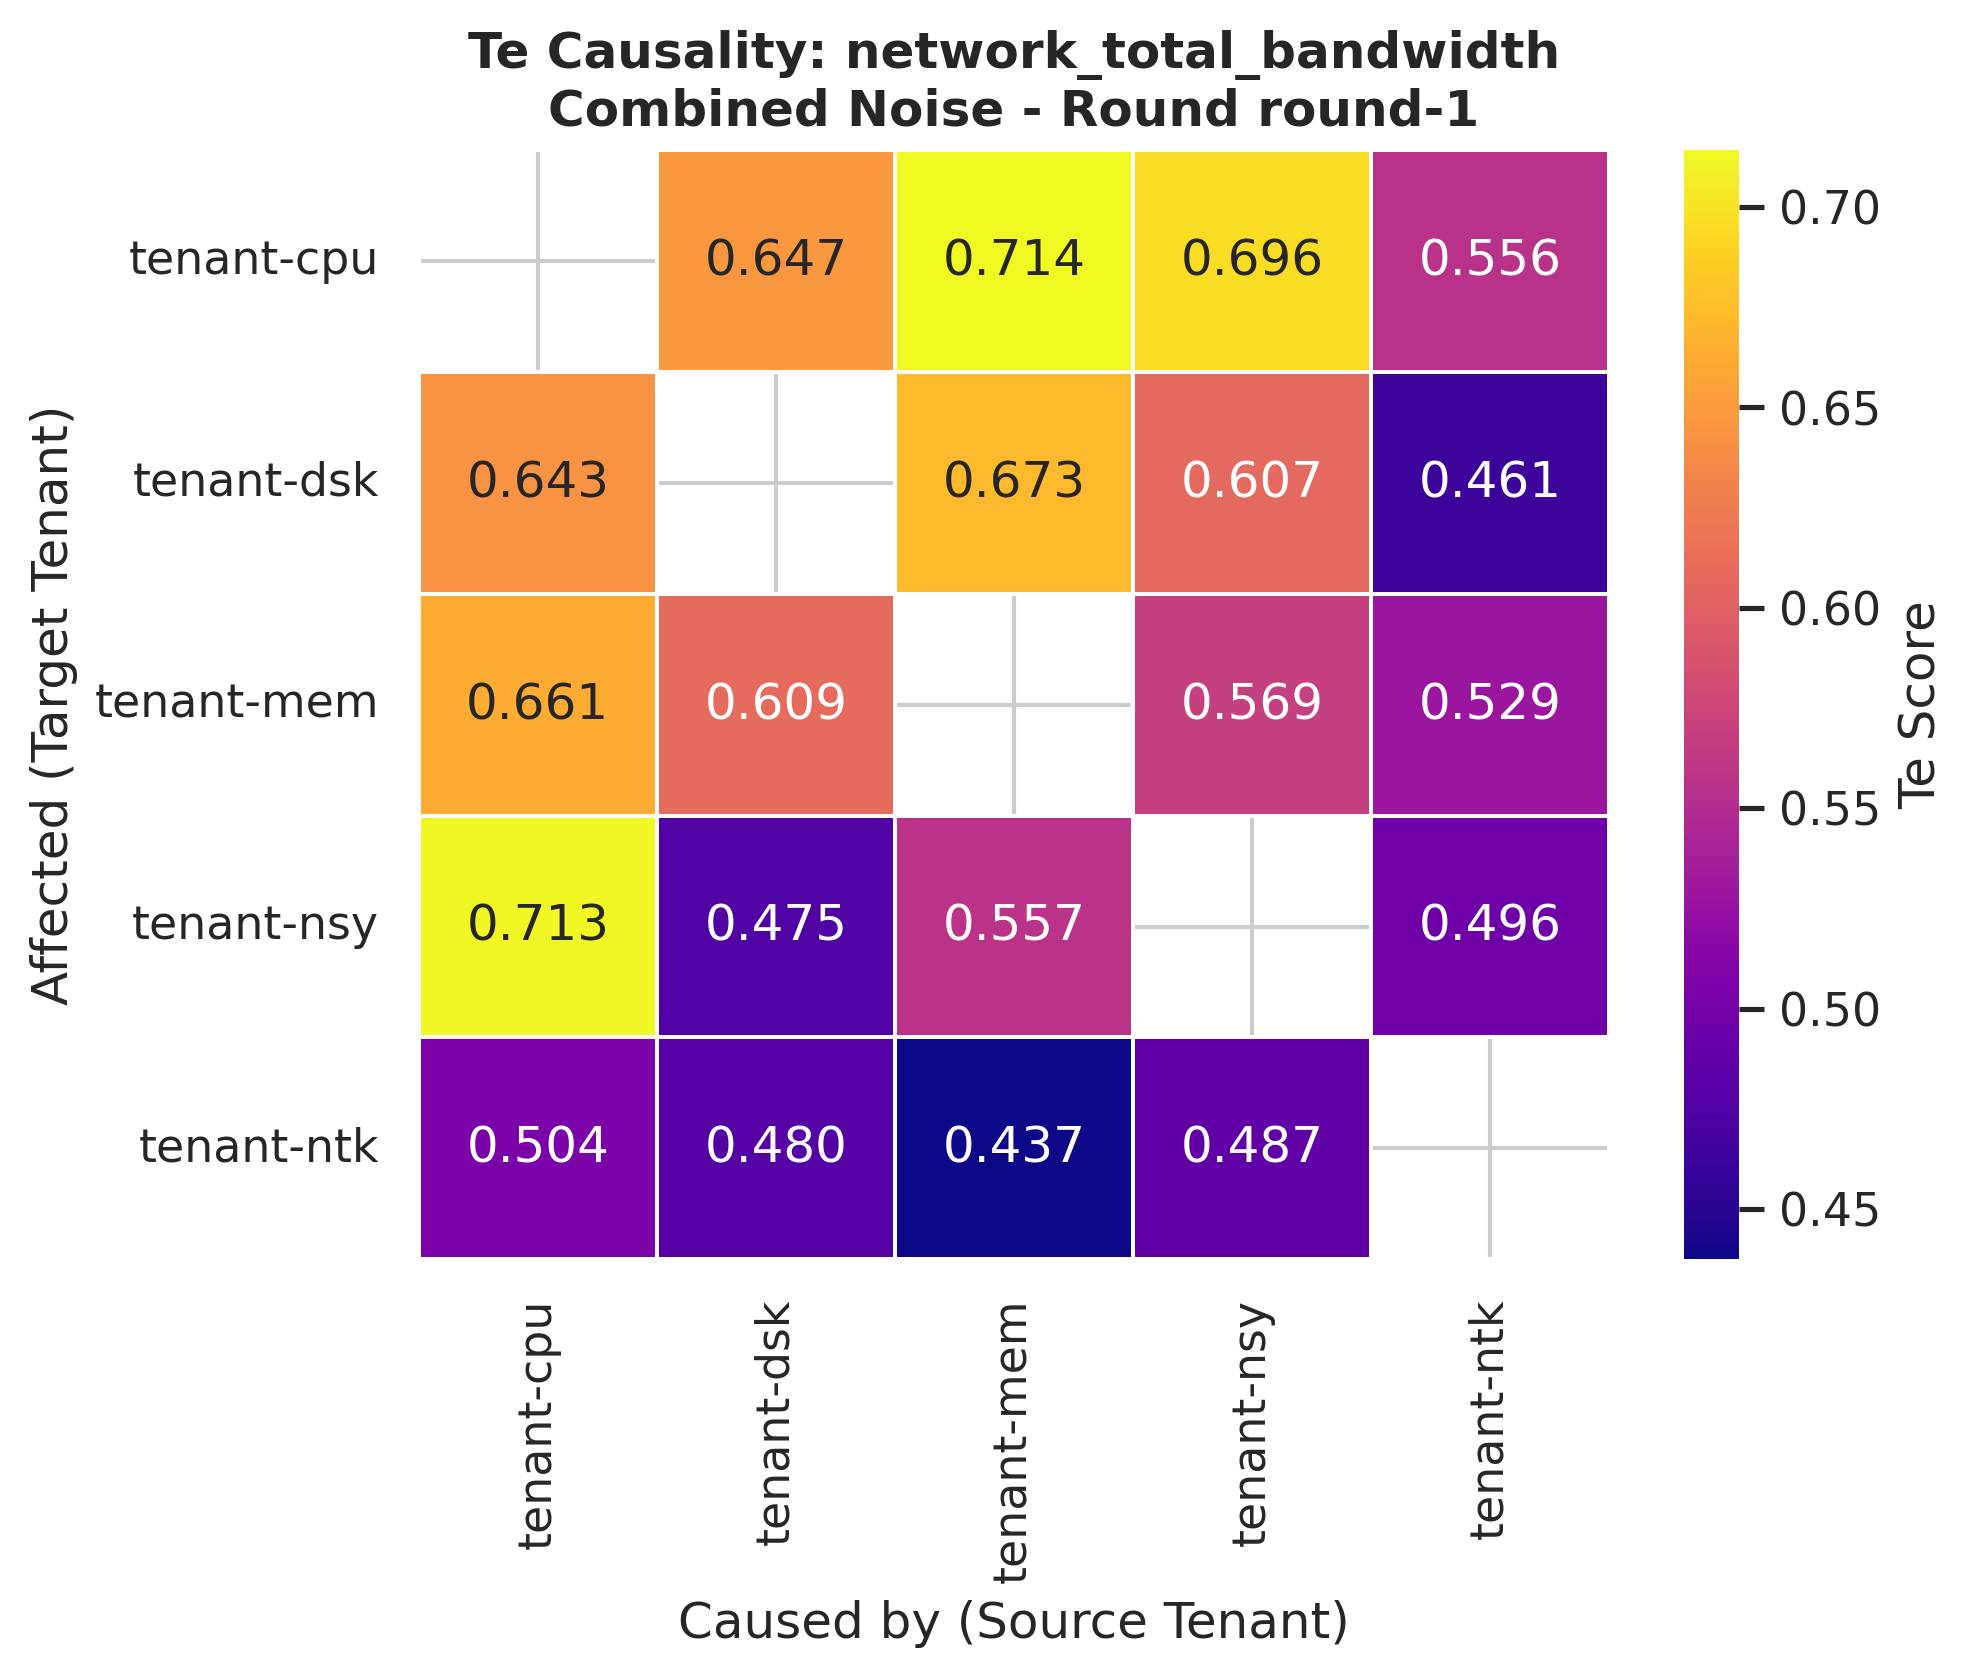 Te Causality: network_total_bandwidth
Combined Noise - Round round-1
Affected (Target Tenant)
tenant-cpu 0.647 0.714 0.696 0.556
tenant-dsk 0.643 0.673 0.607 0.461
tenant-mem 0.661 0.609 0.569 0.529
tenant-nsy 0.713 0.475 0.557 0.496
tenant-ntk 0.504 0.480 0.437 0.487
tenant-cpu tenant-dsk tenant-mem tenant-nsy tenant-ntk
Caused by (Source Tenant)
0.70
0.65
0.60
0.55
0.50
0.45
Te Score